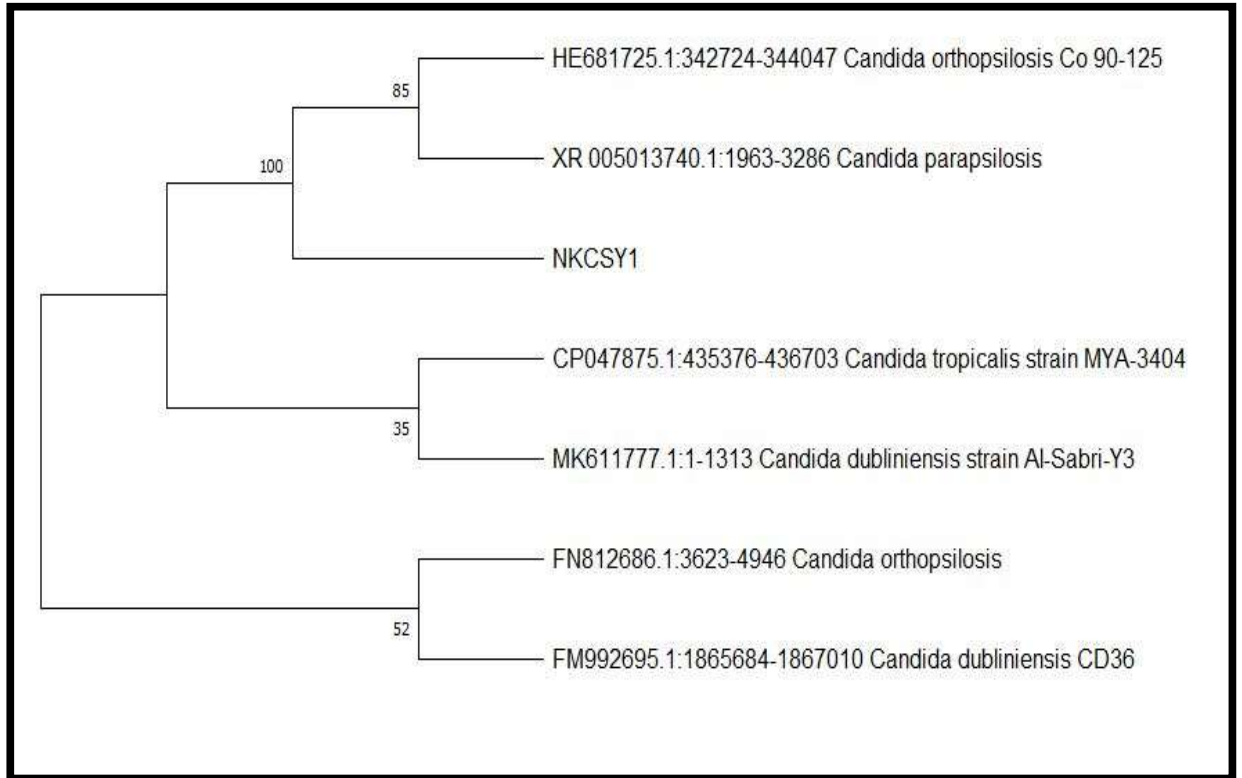 HE681725.1:342724-344047 Candida orthopsilosis Co 90-125
85
XR 005013740.1:1963-3286 Candida parapsilosis
100
NKCSY1
CP047875.1:435376-436703 Candida tropicalis strain MYA-3404
35
MK611777.1:1-1313 Candida dubliniensis strain Al-Sabri-Y3
FN812686.1:3623-4946 Candida orthopsilosis
52
FM992695.1:1865684-1867010 Candida dubliniensis CD36